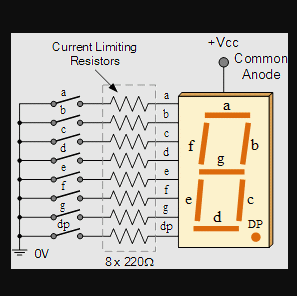 Current Limiting
Resistors
+Vcc
Common
Anode
a
b
c
d
e
f
g
dp
a
b
c
d
e
f
g
dp
a
f
b
g
e
c
d
DP
0V
8 x 220Ω